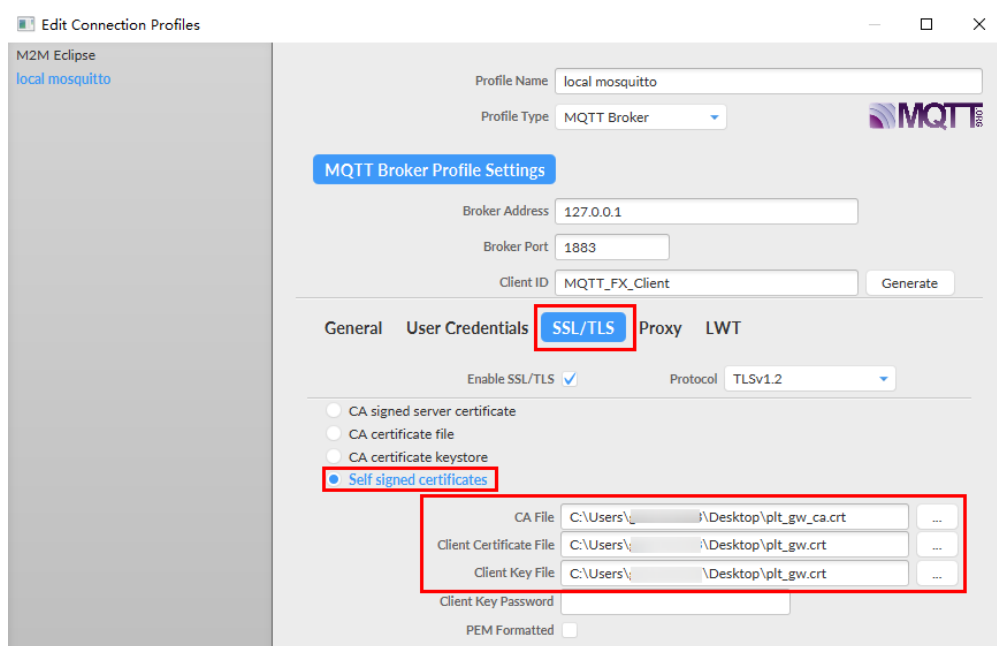 Edit Connection Profiles
M2M Eclipse
local mosquitto
Profile Name local mosquitto
Profile Type MQTT Broker
MQTT.ORG
MQTT Broker Profile Settings
Broker Address 127.0.0.1
Broker Port 1883
Client ID MQTT_FX_Client Generate
General User Credentials SSL/TLS Proxy LWT
Enable SSL/TLS Protocol TLSv1.2
CA signed server certificate
CA certificate file
CA certificate keystore
Self signed certificates
CA File C:\Users\ \Desktop\plt_gw_ca.crt ...
Client Certificate File C:\Users\ \Desktop\plt_gw.crt ...
Client Key File C:\Users\ \Desktop\plt_gw.crt ...
Client Key Password
PEM Formatted